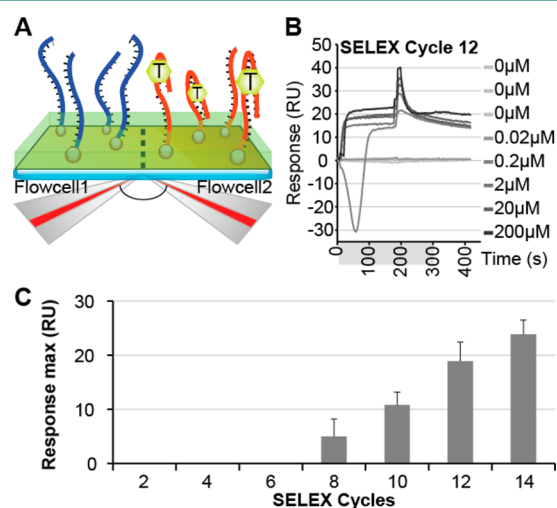 A
T
T
T
Flowcell1
Flowcell2
B
SELEX Cycle 12
Response (RU)
50
40
30
20
10
0
-10
-20
-30
0
100
200
300
400
Time (s)
0µM
0µM
0µM
0.02µM
0.2µM
2µM
20µM
200µM
C
Response max (RU)
30
20
10
0
2
4
6
8
10
12
14
SELEX Cycles